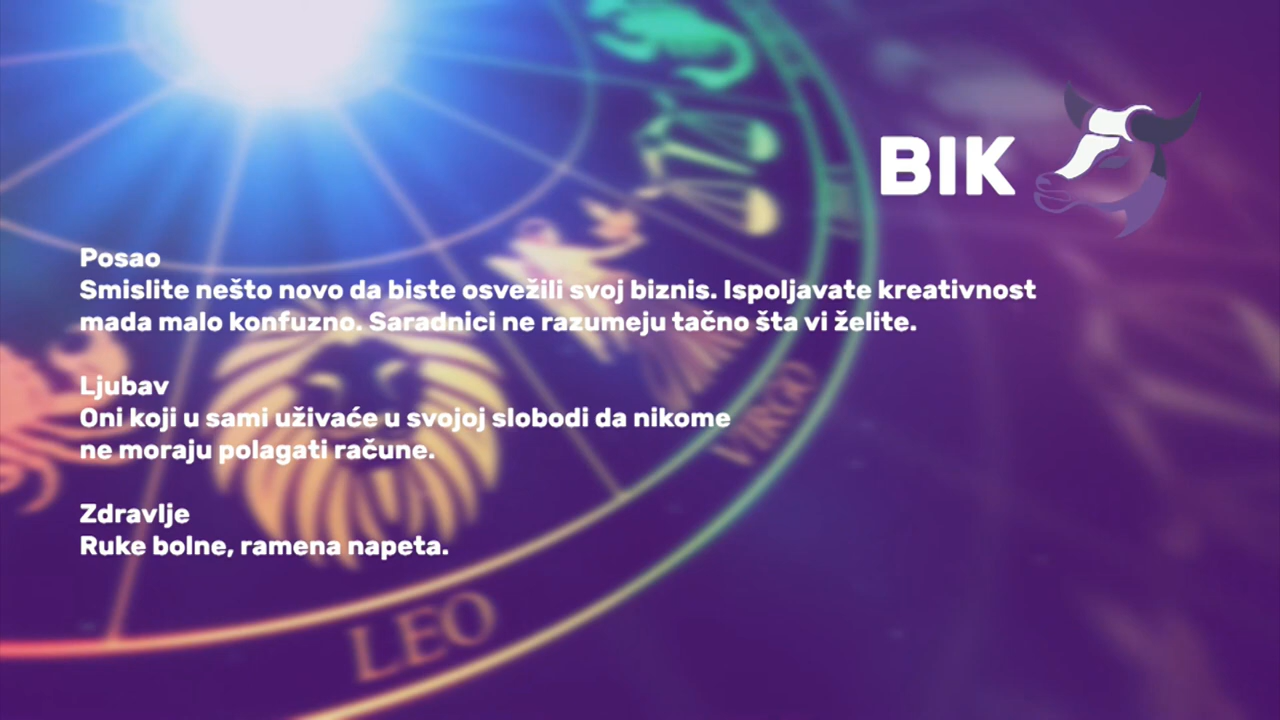 BIK
Posao
Smislite nešto novo da biste osvežili svoj biznis. Ispoljavate kreativnost
mada malo konfuzno. Saradnici ne razumeju tačno šta vi želite.
Ljubav
Oni koji u sami uživaće u svojoj slobodi da nikome
ne moraju polagati račune.
Zdravlje
Ruke bolne, ramena napeta.
VIRGO
LEO